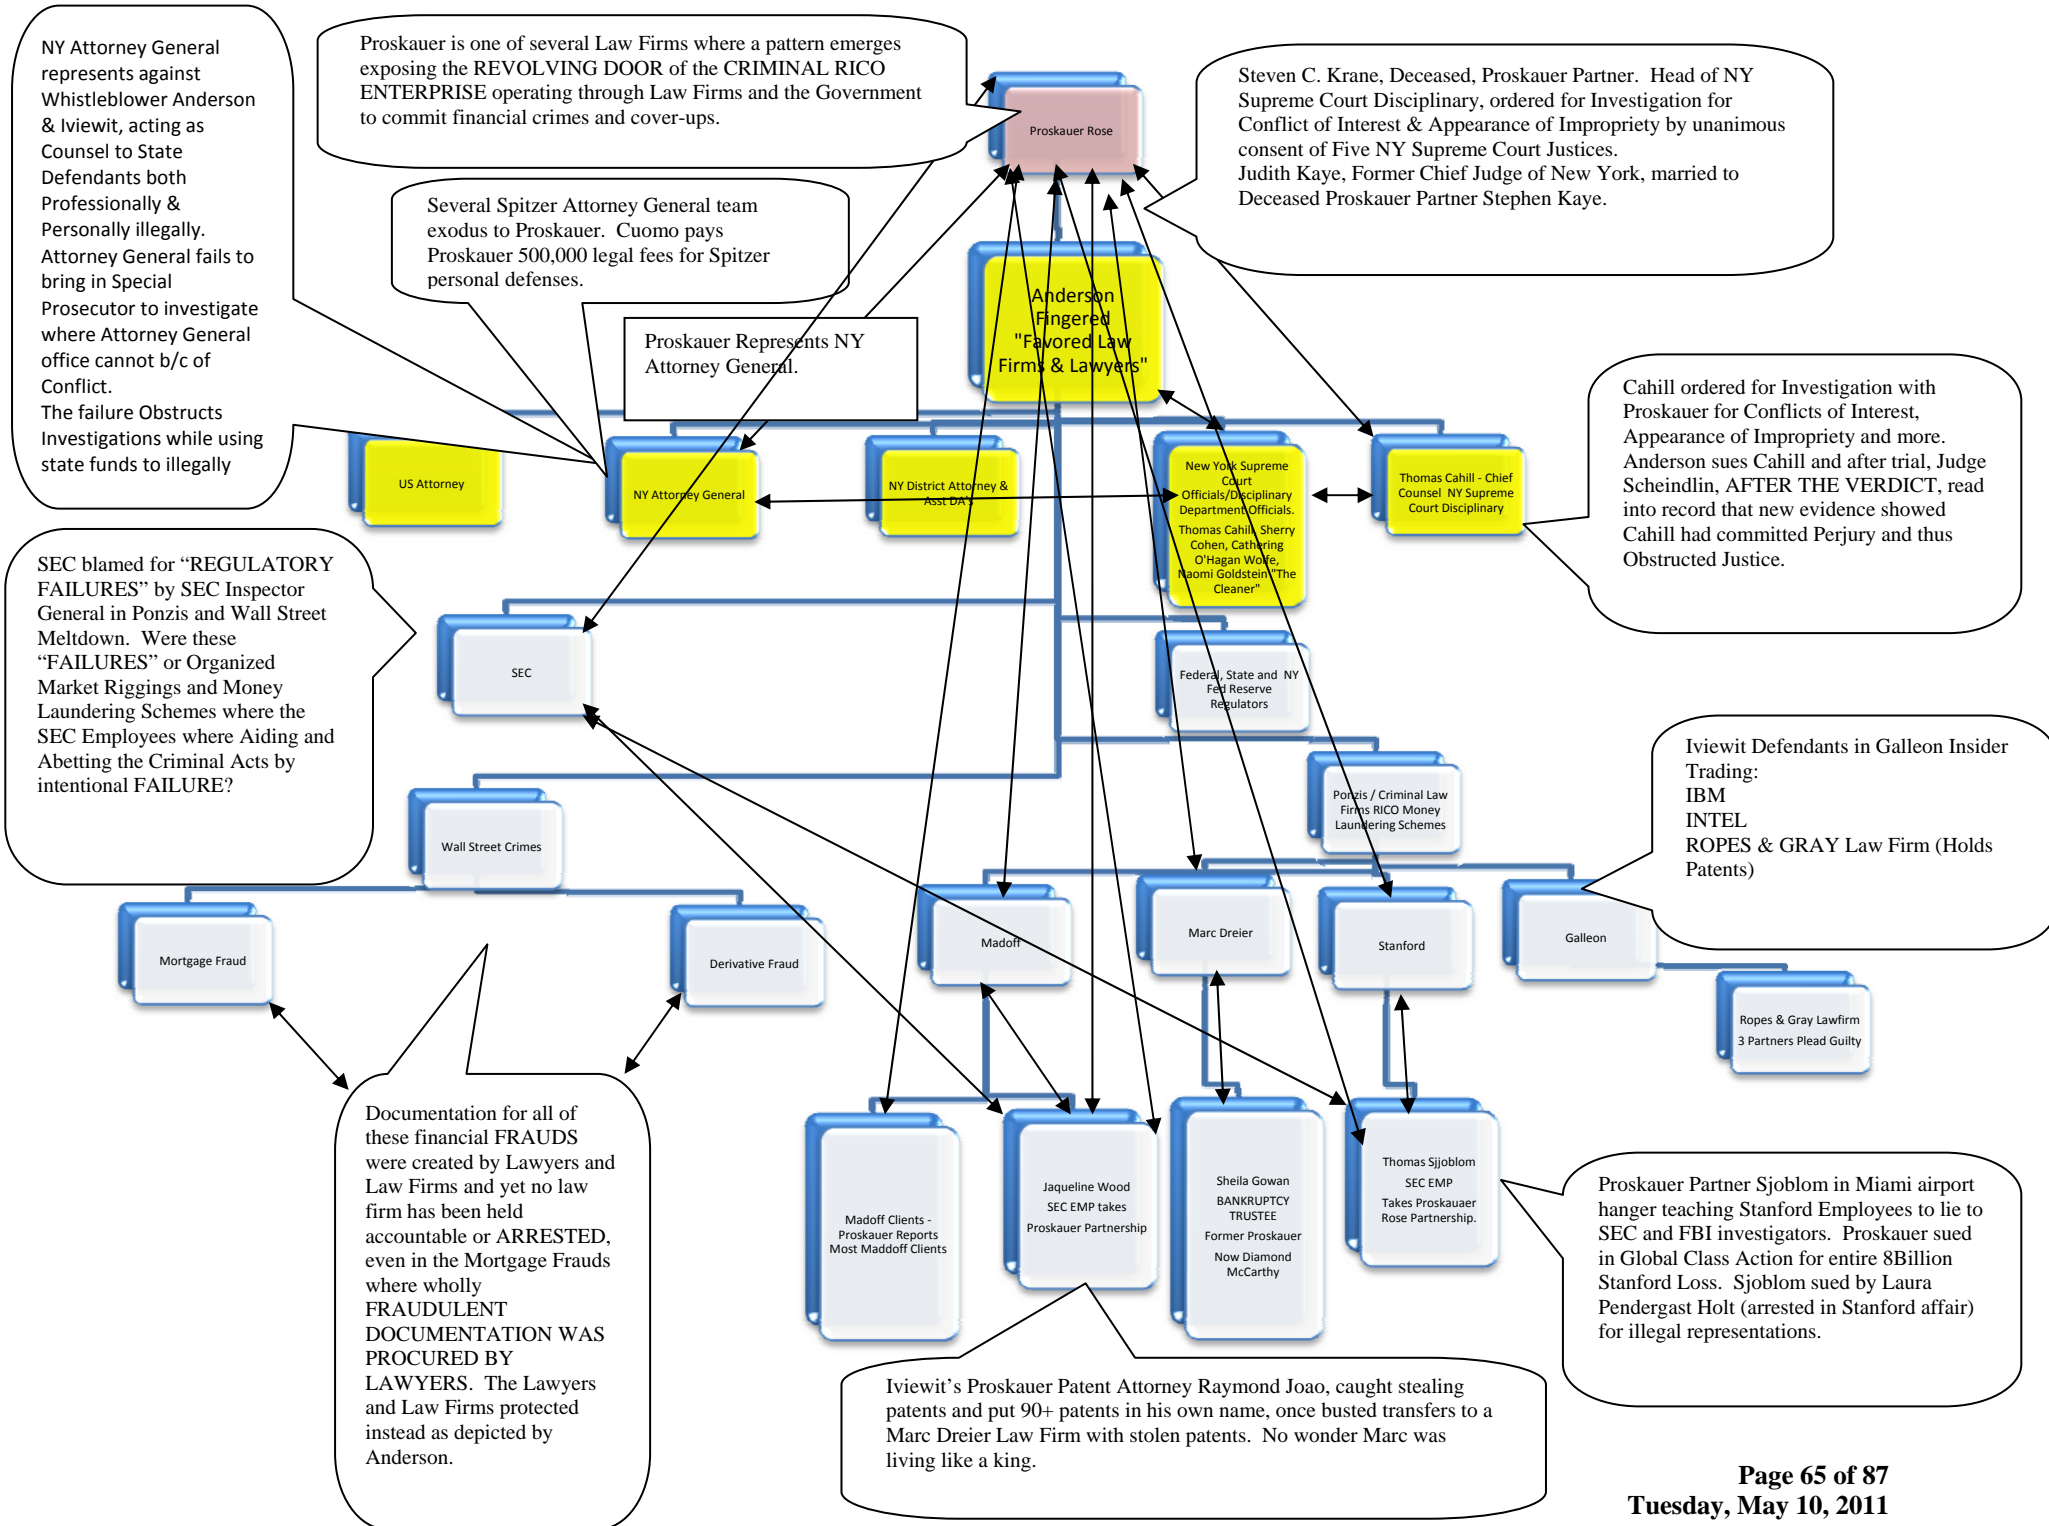 NY Attorney General
represents against
Whistleblower Anderson
& Iviewit, acting as
Counsel to State
Defendants both
Professionally &
Personally illegally.
Attorney General fails to
bring in Special
Prosecutor to investigate
where Attorney General
office cannot b/c of
Conflict.
The failure Obstructs
Investigations while using
state funds to illegally
Proskauer is one of several Law Firms where a pattern emerges
exposing the REVOLVING DOOR of the CRIMINAL RICO
ENTERPRISE operating through Law Firms and the Government
to commit financial crimes and cover-ups.
Proskauer Rose
Steven C. Krane, Deceased, Proskauer Partner. Head of NY
Supreme Court Disciplinary, ordered for Investigation for
Conflict of Interest & Appearance of Impropriety by unanimous
consent of Five NY Supreme Court Justices.
Judith Kaye, Former Chief Judge of New York, married to
Deceased Proskauer Partner Stephen Kaye.
Several Spitzer Attorney General team
exodus to Proskauer. Cuomo pays
Proskauer 500,000 legal fees for Spitzer
personal defenses.
Proskauer Represents NY
Attorney General.
Anderson
Fingered
"Favored Law
Firms & Lawyers"
Cahill ordered for Investigation with
Proskauer for Conflicts of Interest,
Appearance of Impropriety and more.
Anderson sues Cahill and after trial, Judge
Scheindlin, AFTER THE VERDICT, read
into record that new evidence showed
Cahill had committed Perjury and thus
Obstructed Justice.
US Attorney
NY Attorney General
NY District Attorney &
Asst DA's
New York Supreme
Court
Officials/Disciplinary
Department Officials.
Thomas Cahill, Sherry
Cohen, Cathering
O'Hagan Wolfe,
Naomi Goldstein "The
Cleaner"
Thomas Cahill - Chief
Counsel NY Supreme
Court Disciplinary
SEC blamed for “REGULATORY
FAILURES” by SEC Inspector
General in Ponzis and Wall Street
Meltdown. Were these
“FAILURES” or Organized
Market Riggings and Money
Laundering Schemes where the
SEC Employees where Aiding and
Abetting the Criminal Acts by
intentional FAILURE?
SEC
Federal, State and NY
Fed Reserve
Regulators
Iviewit Defendants in Galleon Insider
Trading:
IBM
INTEL
ROPES & GRAY Law Firm (Holds
Patents)
Ponzis / Criminal Law
Firms RICO Money
Laundering Schemes
Wall Street Crimes
Mortgage Fraud
Derivative Fraud
Madoff
Marc Dreier
Stanford
Galleon
Ropes & Gray Lawfirm
3 Partners Plead Guilty
Documentation for all of
these financial FRAUDS
were created by Lawyers and
Law Firms and yet no law
firm has been held
accountable or ARRESTED,
even in the Mortgage Frauds
where wholly
FRAUDULENT
DOCUMENTATION WAS
PROCURED BY
LAWYERS. The Lawyers
and Law Firms protected
instead as depicted by
Anderson.
Madoff Clients -
Proskauer Reports
Most Maddoff Clients
Jaqueline Wood
SEC EMP takes
Proskauer Partnership
Sheila Gowan
BANKRUPTCY
TRUSTEE
Former Proskauer
Now Diamond
McCarthy
Thomas Sjjoblom
SEC EMP
Takes Proskauaer
Rose Partnership.
Proskauer Partner Sjoblom in Miami airport
hanger teaching Stanford Employees to lie to
SEC and FBI investigators. Proskauer sued
in Global Class Action for entire 8Billion
Stanford Loss. Sjoblom sued by Laura
Pendergast Holt (arrested in Stanford affair)
for illegal representations.
Iviewit’s Proskauer Patent Attorney Raymond Joao, caught stealing
patents and put 90+ patents in his own name, once busted transfers to a
Marc Dreier Law Firm with stolen patents. No wonder Marc was
living like a king.
Page 65 of 87
Tuesday, May 10, 2011